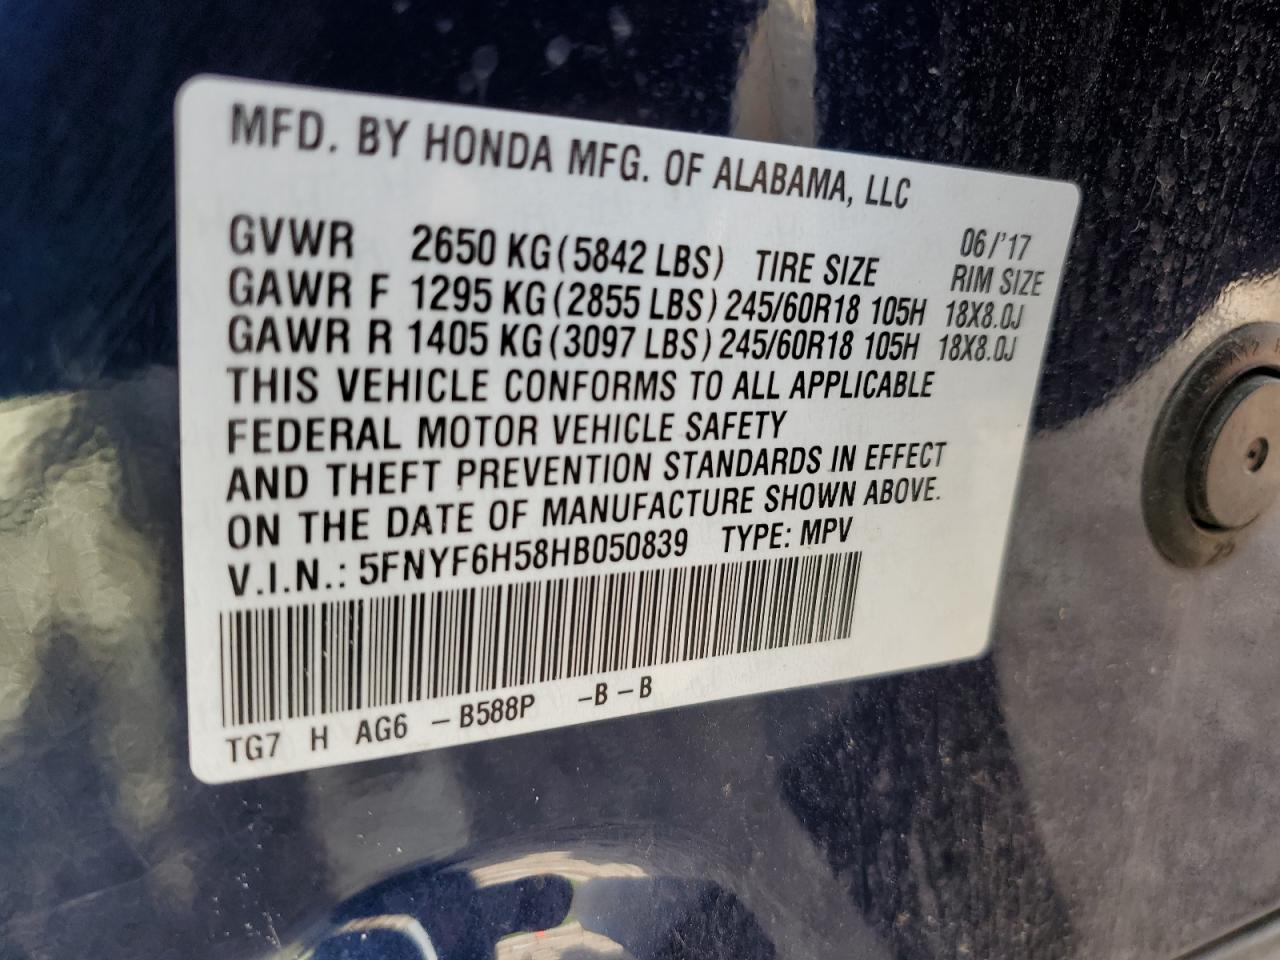 MFD. BY HONDA MFG. OF ALABAMA, LLC
06/'17
GVWR 2650 KG (5842 LBS) TIRE SIZE RIM SIZE
GAWR F 1295 KG (2855 LBS) 245/60R18 105H 18X8.0J
GAWR R 1405 KG (3097 LBS) 245/60R18 105H 18X8.0J
THIS VEHICLE CONFORMS TO ALL APPLICABLE
FEDERAL MOTOR VEHICLE SAFETY
AND THEFT PREVENTION STANDARDS IN EFFECT
ON THE DATE OF MANUFACTURE SHOWN ABOVE.
V.I.N.: 5FNYF6H58HB050839 TYPE: MPV
TG7 H AG6 -B588P -B-B